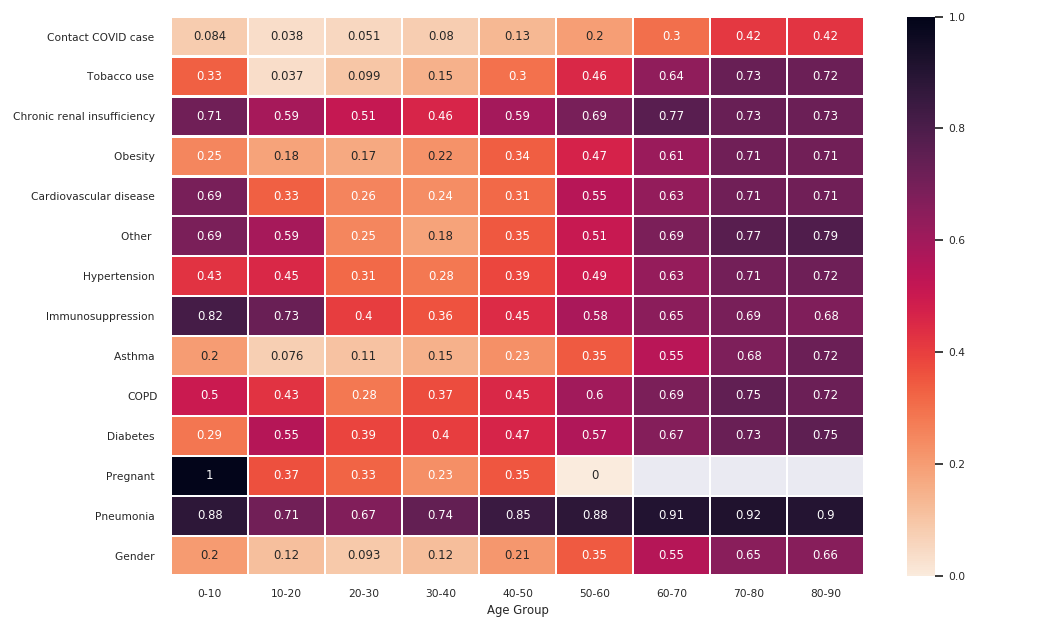 Contact COVID case 0.084 0.038 0.051 0.08 0.13 0.2 0.3 0.42 0.42
Tobacco use 0.33 0.037 0.099 0.15 0.3 0.46 0.64 0.73 0.72
Chronic renal insufficiency 0.71 0.59 0.51 0.46 0.59 0.69 0.77 0.73 0.73
Obesity 0.25 0.18 0.17 0.22 0.34 0.47 0.61 0.71 0.71
Cardiovascular disease 0.69 0.33 0.26 0.24 0.31 0.55 0.63 0.71 0.71
Other 0.69 0.59 0.25 0.18 0.35 0.51 0.69 0.77 0.79
Hypertension 0.43 0.45 0.31 0.28 0.39 0.49 0.63 0.71 0.72
Immunosuppression 0.82 0.73 0.4 0.36 0.45 0.58 0.65 0.69 0.68
Asthma 0.2 0.076 0.11 0.15 0.23 0.35 0.55 0.68 0.72
COPD 0.5 0.43 0.28 0.37 0.45 0.6 0.69 0.75 0.72
Diabetes 0.29 0.55 0.39 0.4 0.47 0.57 0.67 0.73 0.75
Pregnant 1 0.37 0.33 0.23 0.35 0
Pneumonia 0.88 0.71 0.67 0.74 0.85 0.88 0.91 0.92 0.9
Gender 0.2 0.12 0.093 0.12 0.21 0.35 0.55 0.65 0.66
0-10 10-20 20-30 30-40 40-50 50-60 60-70 70-80 80-90
Age Group
1.0
0.8
0.6
0.4
0.2
0.0